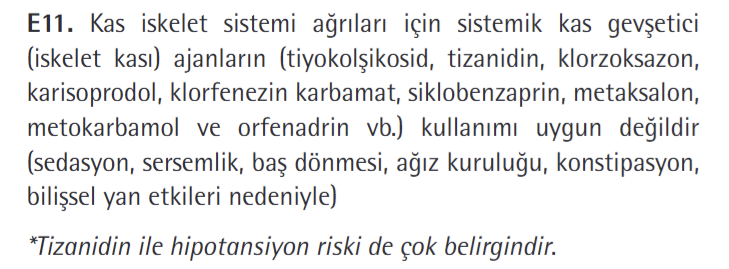 E11. Kas iskelet sistemi ağrıları için sistemik kas gevşetici
(iskelet kası) ajanların (tiyokolşikosid, tizanidin, klorzoksazon,
karisoprodol, klorfenezin karbamat, siklobenzaprin, metaksalon,
metokarbamol ve orfenadrin vb.) kullanımı uygun değildir
(sedasyon, sersemlik, baş dönmesi, ağız kuruluğu, konstipasyon,
bilişsel yan etkileri nedeniyle)
*Tizanidin ile hipotansiyon riski de çok belirgindir.